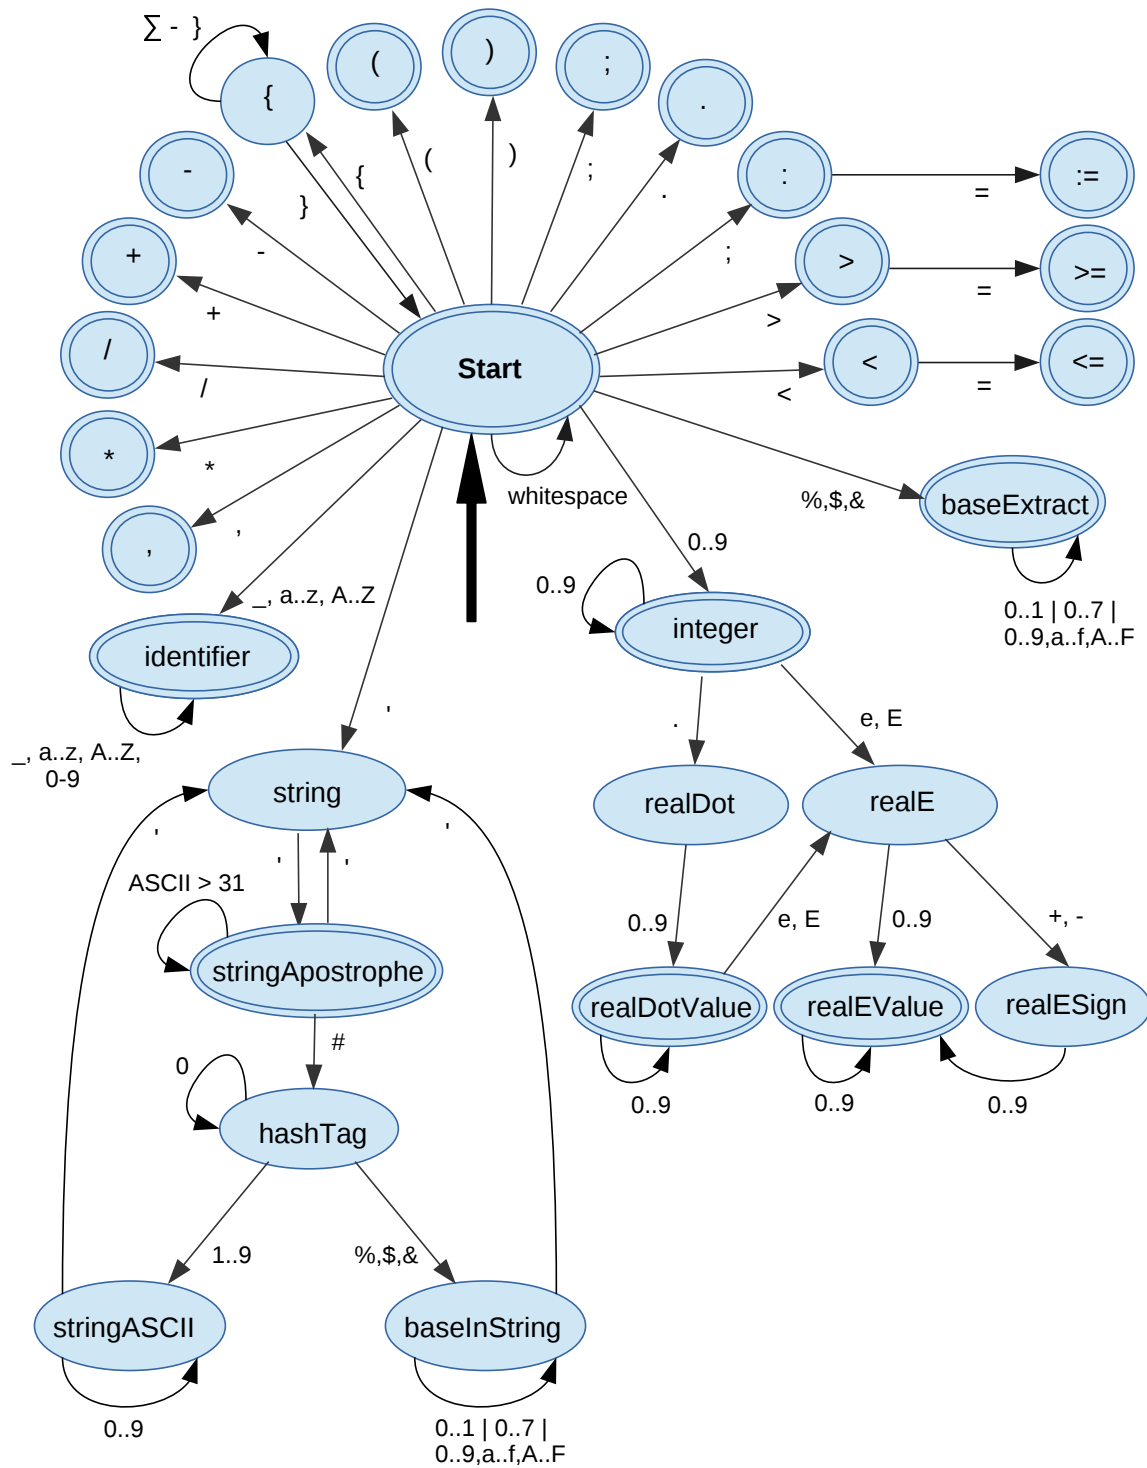 ∑ - }
{
(
)
;
.
:
:=
=
-
+
/
*
,
>
>=
=
<
<=
=
{
}
(
)
;
.
;
>
<
-
+
/
*
,
Start
whitespace
%,$,&
baseExtract
0..1 | 0..7 |
0..9,a..f,A..F
_, a..z, A..Z
identifier
_, a..z, A..Z,
0-9
0..9
0..9
integer
.
e, E
realDot
realE
0..9
e, E
0..9
+, -
realDotValue
realEValue
realESign
0..9
0..9
0..9
'
string
'
'
'
'
ASCII > 31
stringApostrophe
#
0
hashTag
1..9
%,$,&
stringASCII
baseInString
0..9
0..1 | 0..7 |
0..9,a..f,A..F